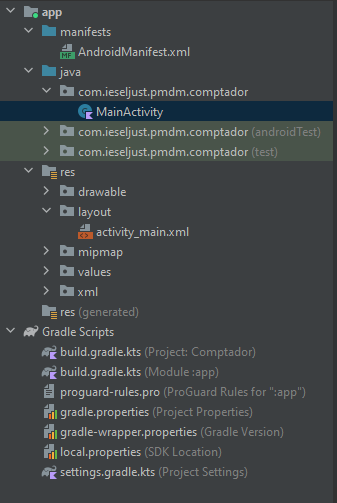 app
manifests
AndroidManifest.xml
java
com.ieseljust.pmdm.comptador
MainActivity
com.ieseljust.pmdm.comptador (androidTest)
com.ieseljust.pmdm.comptador (test)
res
drawable
layout
activity_main.xml
mipmap
values
xml
res (generated)
Gradle Scripts
build.gradle.kts (Project: Comptador)
build.gradle.kts (Module :app)
proguard-rules.pro (ProGuard Rules for ":app")
gradle.properties (Project Properties)
gradle-wrapper.properties (Gradle Version)
local.properties (SDK Location)
settings.gradle.kts (Project Settings)